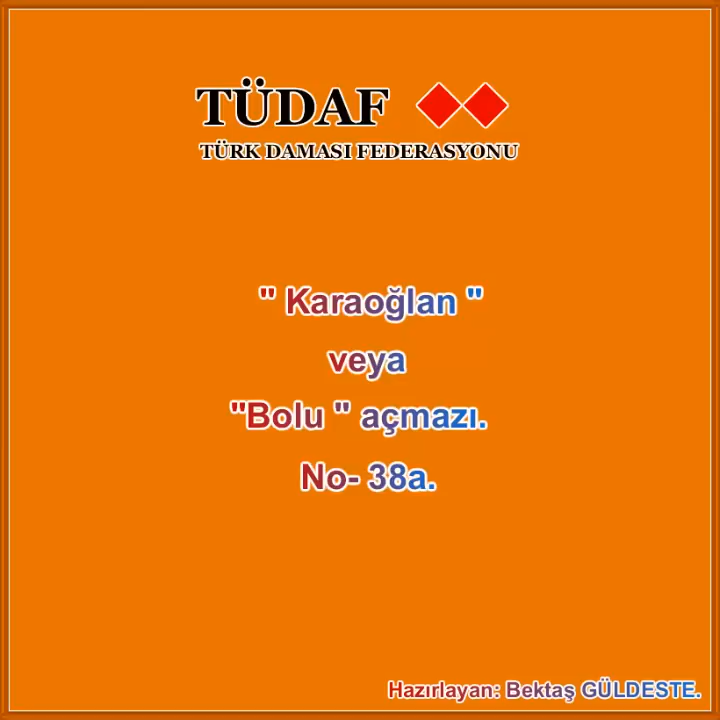 TÜDAF
TÜRK DAMASI FEDERASYONU
" Karaoğlan "
veya
"Bolu " açmazı.
No- 38a.
Hazırlayan: Bektaş GÜLDESTE.